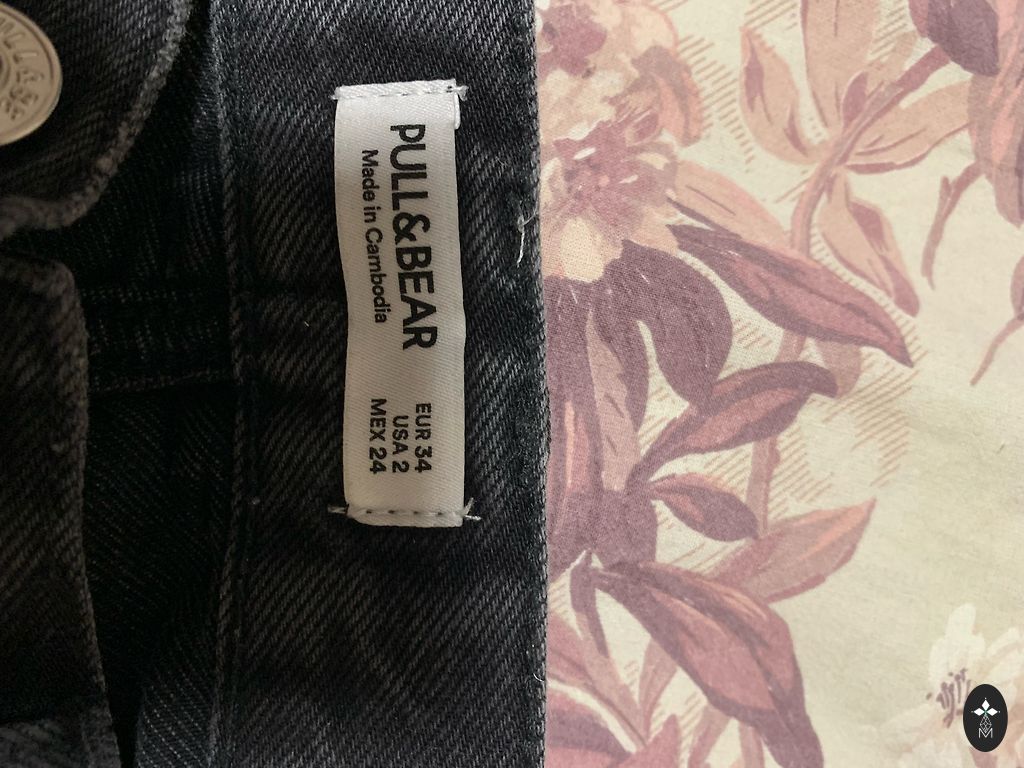 PULL&BEAR
Made in Cambodia
EUR 34
USA 2
MEX 24
M